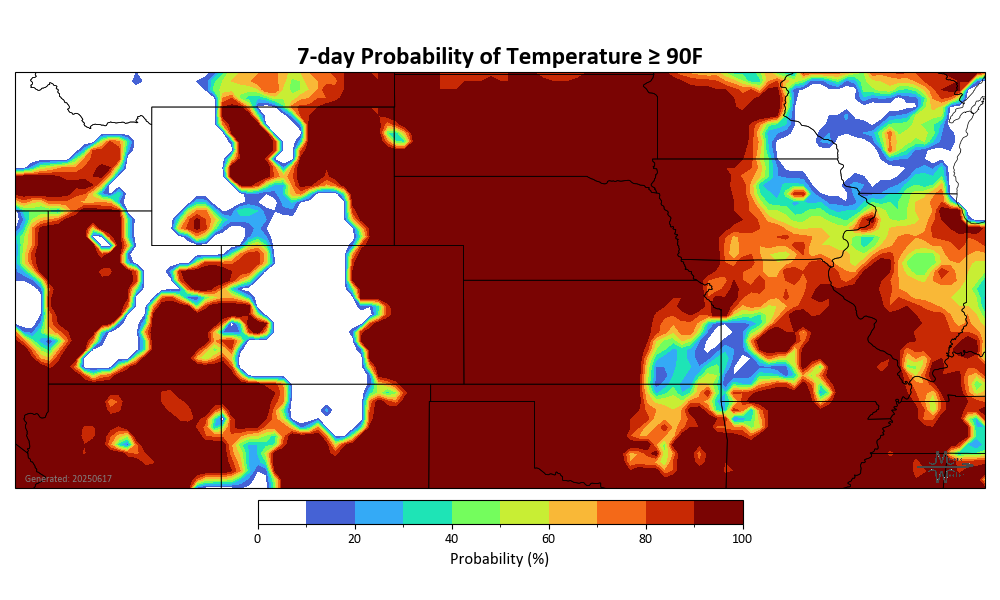 7-day Probability of Temperature ≥ 90F
Generated: 20250617
0 20 40 60 80 100
Probability (%)